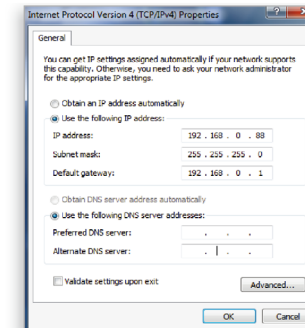 Internet Protocol Version 4 (TCP/IPv4) Properties
General
You can get IP settings assigned automatically if your network supports
this capability. Otherwise, you need to ask your network administrator
for the appropriate IP settings.
Obtain an IP address automatically
Use the following IP address:
IP address: 192 . 168 . 0 . 88
Subnet mask: 255 . 255 . 255 . 0
Default gateway: 192 . 168 . 0 . 1
Obtain DNS server address automatically
Use the following DNS server addresses:
Preferred DNS server: . . .
Alternate DNS server: . . .
Validate settings upon exit
Advanced...
OK Cancel